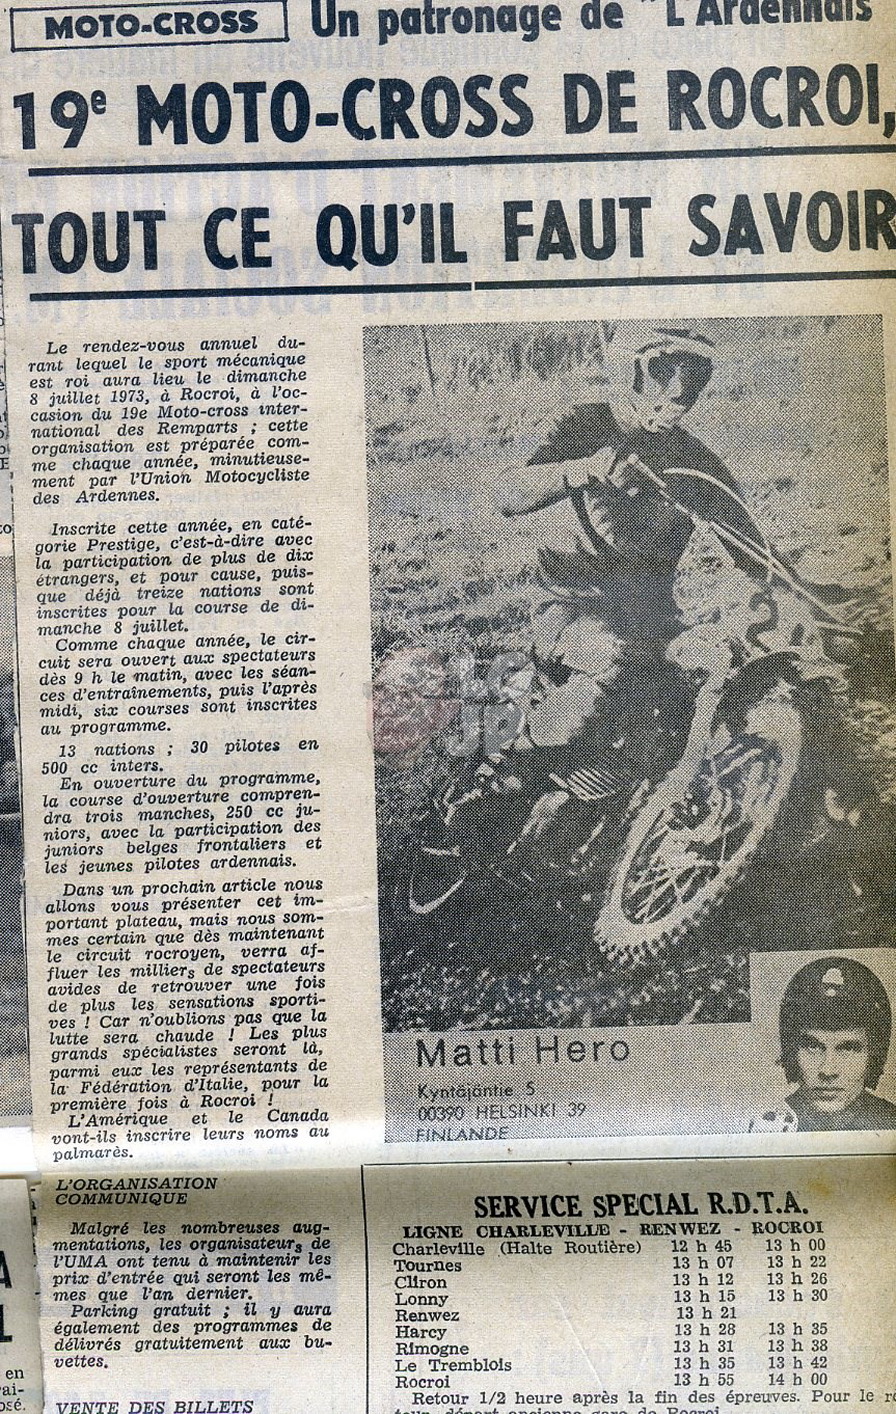 MOTO-CROSS
Un patronage de "L'Ardennais
19e MOTO-CROSS DE ROCROI,
TOUT CE QU'IL FAUT SAVOIR
Le rendez-vous annuel du-
rant lequel le sport mécanique
est roi aura lieu le dimanche
8 juillet 1973, à Rocroi, à l'oc-
casion du 19e Moto-cross inter-
national des Remparts ; cette
organisation est préparée com-
me chaque année, minutieuse-
ment par l'Union Motocycliste
des Ardennes.
Inscrite cette année, en caté-
gorie Prestige, c'est-à-dire avec
la participation de plus de dix
étrangers, et pour cause, puis-
que déjà treize nations sont
inscrites pour la course de di-
manche 8 juillet.
Comme chaque année, le cir-
cuit sera ouvert aux spectateurs
dès 9 h le matin, avec les séan-
ces d'entraînements, puis l'après
midi, six courses sont inscrites
au programme.
13 nations ; 30 pilotes en
500 cc inters.
En ouverture du programme,
la course d'ouverture compren-
dra trois manches, 250 cc ju-
niors, avec la participation des
juniors belges frontaliers et
les jeunes pilotes ardennais.
Dans un prochain article nous
allons vous présenter cet im-
portant plateau, mais nous som-
mes certain que dès maintenant
le circuit rocroyen, verra af-
fluer les milliers de spectateurs
avides de retrouver une fois
de plus les sensations sporti-
ves ! Car n'oublions pas que la
lutte sera chaude ! Les plus
grands spécialistes seront là,
parmi eux les représentants de
la Fédération d'Italie, pour la
première fois à Rocroi !
L'Amérique et le Canada
vont-ils inscrire leurs noms au
palmarès.
L'ORGANISATION
COMMUNIQUE
Malgré les nombreuses aug-
mentations, les organisateurs de
l'UMA ont tenu à maintenir les
prix d'entrée qui seront les mê-
mes que l'an dernier.
Parking gratuit ; il y aura
également des programmes de
délivrés gratuitement aux bu-
vettes.
VENTE DES BILLETS
Matti Hero
Kyntäjäntie 5
00390 HELSINKI 39
FINLANDE
SERVICE SPECIAL R.D.T.A.
LIGNE CHARLEVILLE - RENWEZ - ROCROI
Charleville (Halte Routière) 12 h 45 13 h 00
Tournes 13 h 07 13 h 22
Cliron 13 h 12 13 h 26
Lonny 13 h 15 13 h 30
Renwez 13 h 21
Harcy 13 h 28 13 h 35
Rimogne 13 h 31 13 h 38
Le Tremblois 13 h 35 13 h 42
Rocroi 13 h 55 14 h 00
Retour 1/2 heure après la fin des épreuves. Pour le
départ ancienne gare de Rocroi